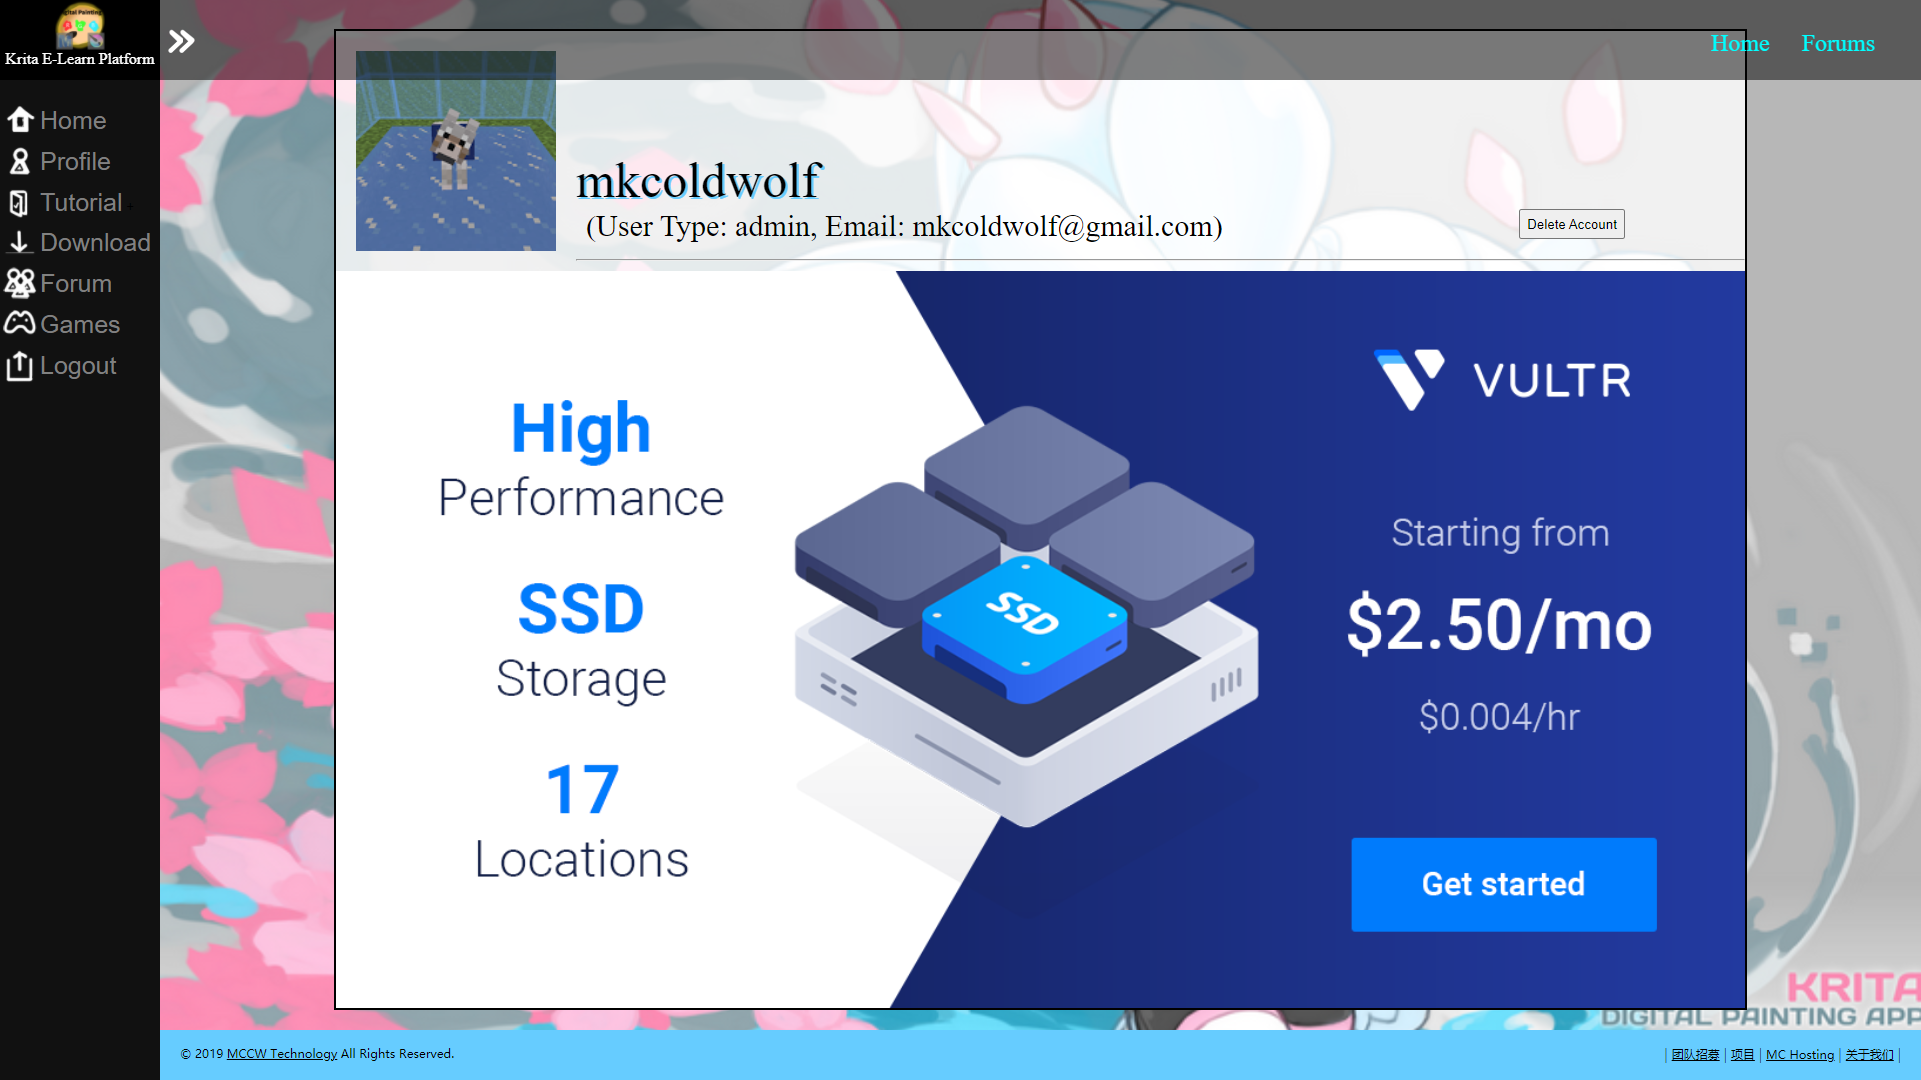 Digital Painting
Krita E-Learn Platform
Home
Forums
Home
Profile
Tutorial
Download
Forum
Games
Logout
mkcoldwolf
(User Type: admin, Email: mkcoldwolf@gmail.com)
Delete Account
High
Performance
SSD
Storage
17
Locations
SSD
VULTR
Starting from
$2.50/mo
$0.004/hr
Get started
KRITA
DIGITAL PAINTING APP
© 2019 MCCW Technology All Rights Reserved.
| 团队招募 | 项目 | MC Hosting | 关于我们 |